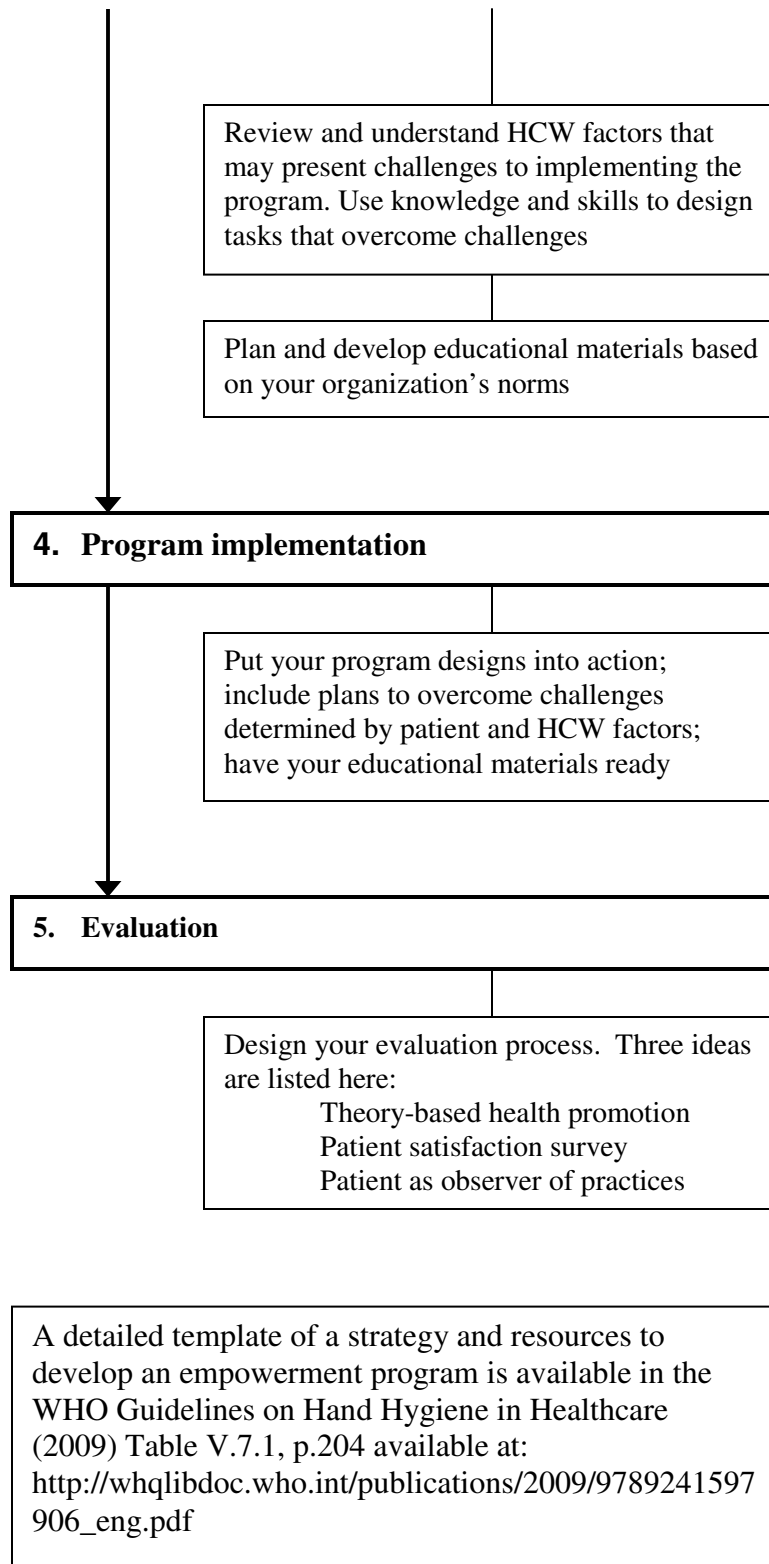 Review and understand HCW factors that
may present challenges to implementing the
program. Use knowledge and skills to design
tasks that overcome challenges
Plan and develop educational materials based
on your organization’s norms
4. Program implementation
Put your program designs into action;
include plans to overcome challenges
determined by patient and HCW factors;
have your educational materials ready
5. Evaluation
Design your evaluation process. Three ideas
are listed here:
Theory-based health promotion
Patient satisfaction survey
Patient as observer of practices
A detailed template of a strategy and resources to
develop an empowerment program is available in the
WHO Guidelines on Hand Hygiene in Healthcare
(2009) Table V.7.1, p.204 available at:
http://whqlibdoc.who.int/publications/2009/9789241597
906_eng.pdf